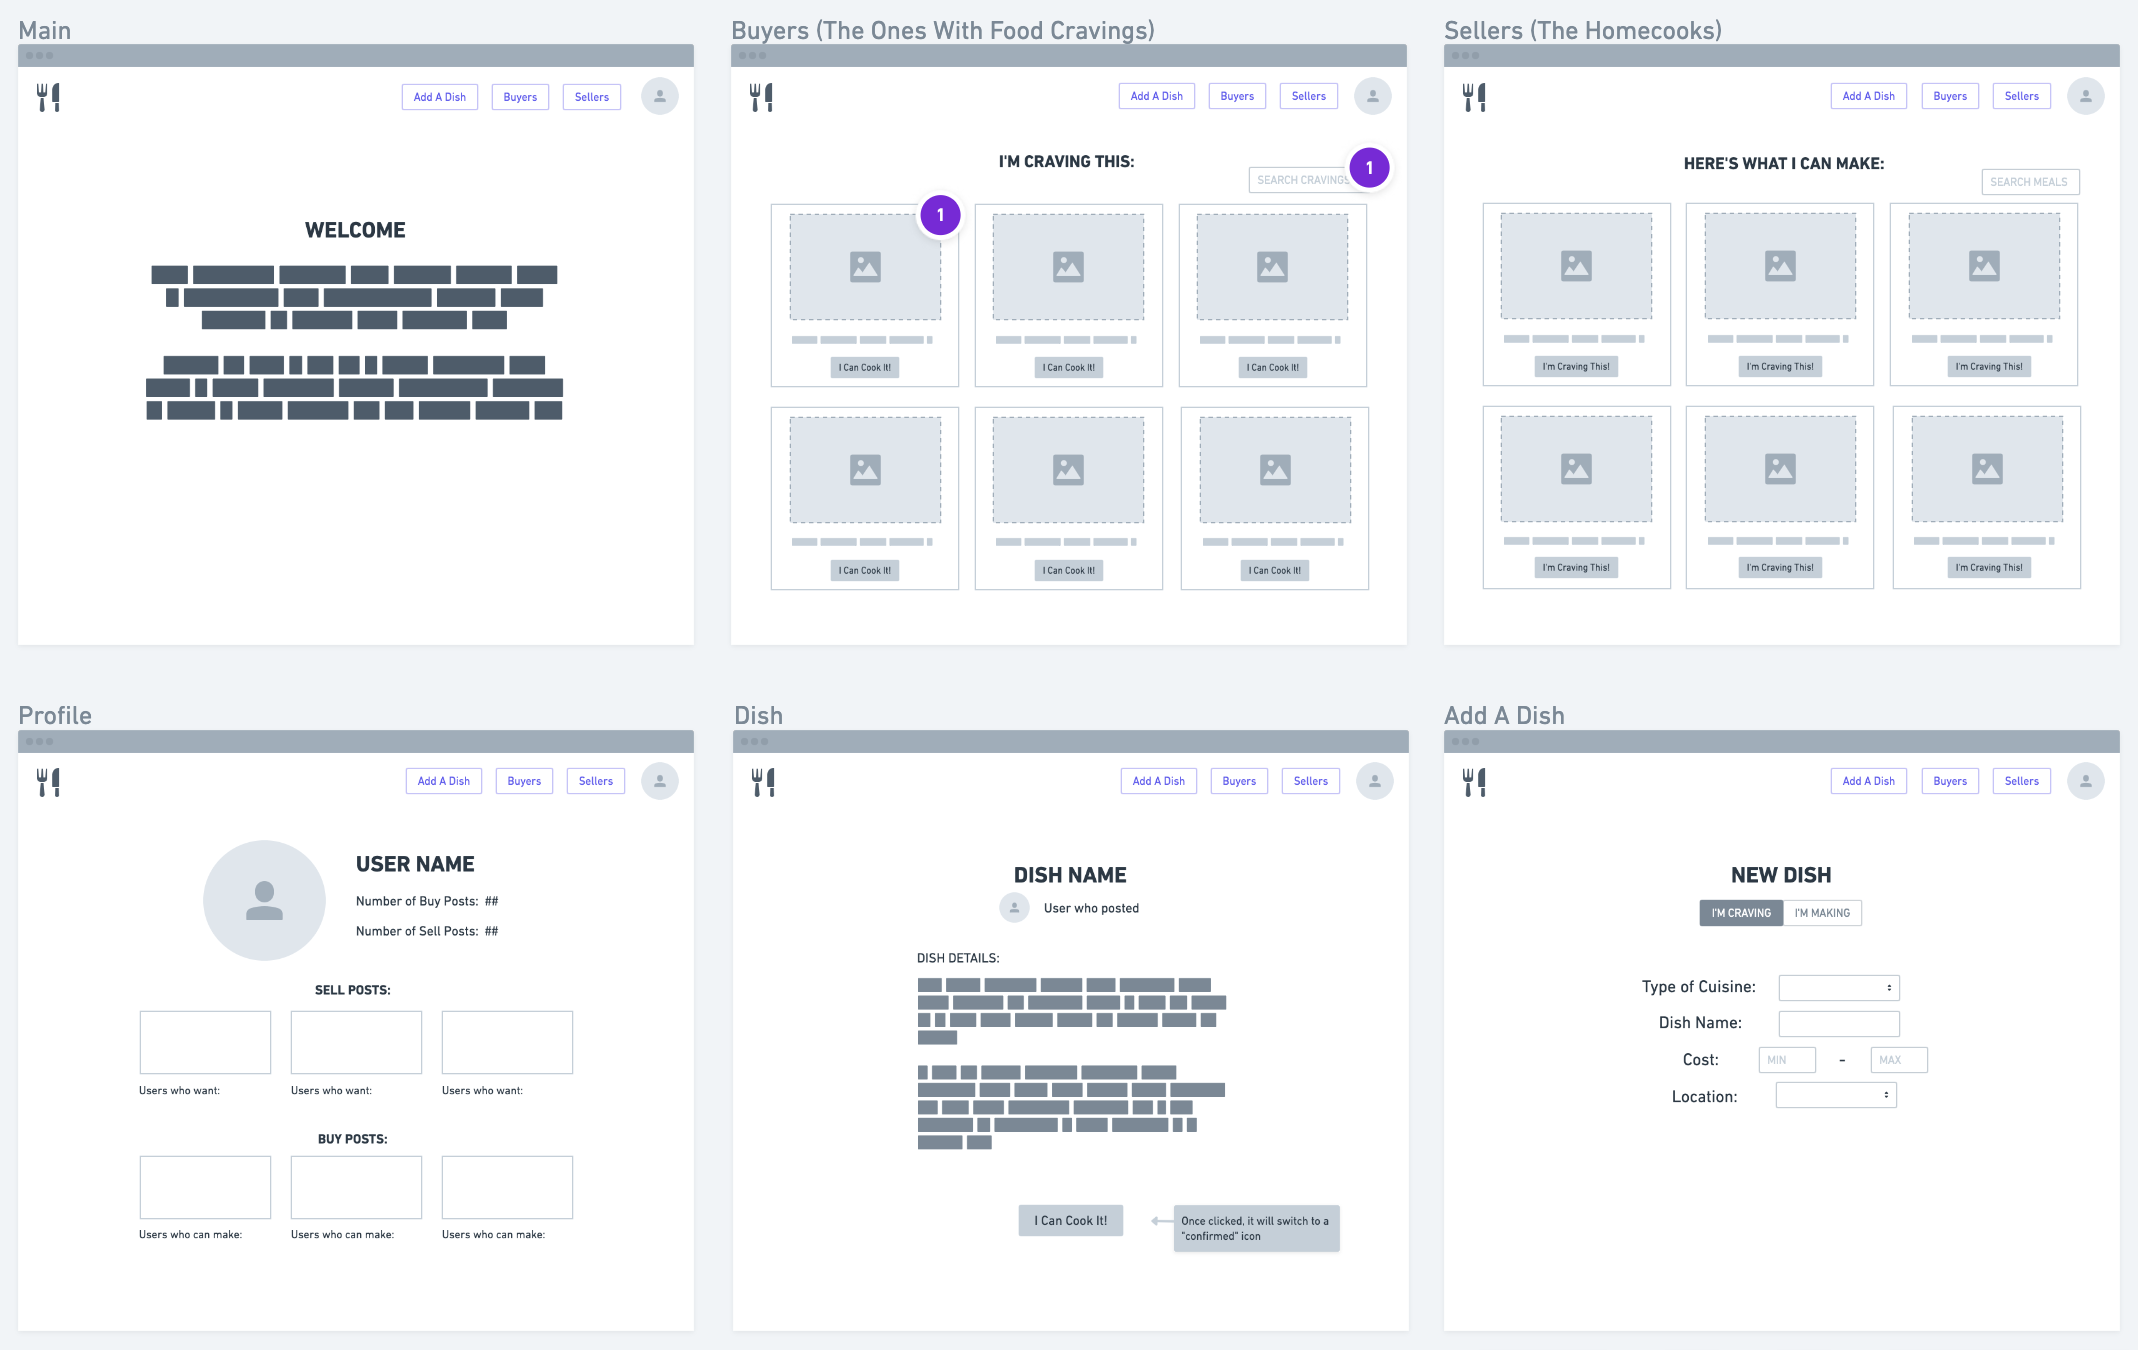 Main
Add A Dish
Buyers
Sellers
WELCOME
Buyers (The Ones With Food Cravings)
Add A Dish
Buyers
Sellers
I'M CRAVING THIS:
SEARCH CRAVINGS
1
1
I Can Cook It!
I Can Cook It!
I Can Cook It!
I Can Cook It!
I Can Cook It!
I Can Cook It!
Sellers (The Homecooks)
Add A Dish
Buyers
Sellers
HERE'S WHAT I CAN MAKE:
SEARCH MEALS
I'm Craving This!
I'm Craving This!
I'm Craving This!
I'm Craving This!
I'm Craving This!
I'm Craving This!
Profile
Add A Dish
Buyers
Sellers
USER NAME
Number of Buy Posts: ##
Number of Sell Posts: ##
SELL POSTS:
Users who want:
Users who want:
Users who want:
BUY POSTS:
Users who can make:
Users who can make:
Users who can make:
Dish
Add A Dish
Buyers
Sellers
DISH NAME
User who posted
DISH DETAILS:
I Can Cook It!
Once clicked, it will switch to a
"confirmed" icon
Add A Dish
Add A Dish
Buyers
Sellers
NEW DISH
I'M CRAVING
I'M MAKING
Type of Cuisine:
Dish Name:
Cost:
MIN
-
MAX
Location: